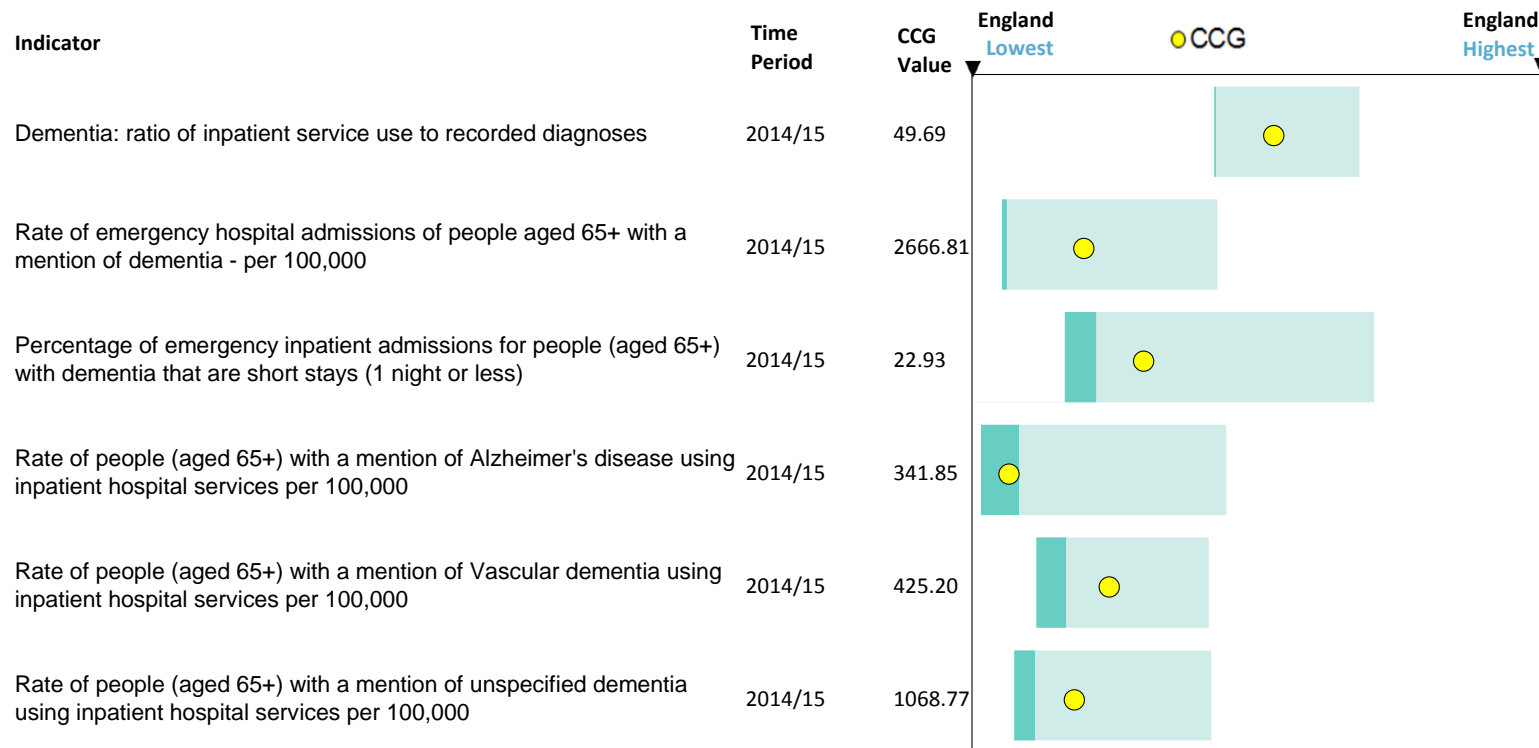 Indicator
Time Period
CCG Value
England Lowest
CCG
England Highest
Dementia: ratio of inpatient service use to recorded diagnoses
2014/15
49.69
Rate of emergency hospital admissions of people aged 65+ with a
mention of dementia - per 100,000
2014/15
2666.81
Percentage of emergency inpatient admissions for people (aged 65+)
with dementia that are short stays (1 night or less)
2014/15
22.93
Rate of people (aged 65+) with a mention of Alzheimer's disease using
inpatient hospital services per 100,000
2014/15
341.85
Rate of people (aged 65+) with a mention of Vascular dementia using
inpatient hospital services per 100,000
2014/15
425.20
Rate of people (aged 65+) with a mention of unspecified dementia
using inpatient hospital services per 100,000
2014/15
1068.77